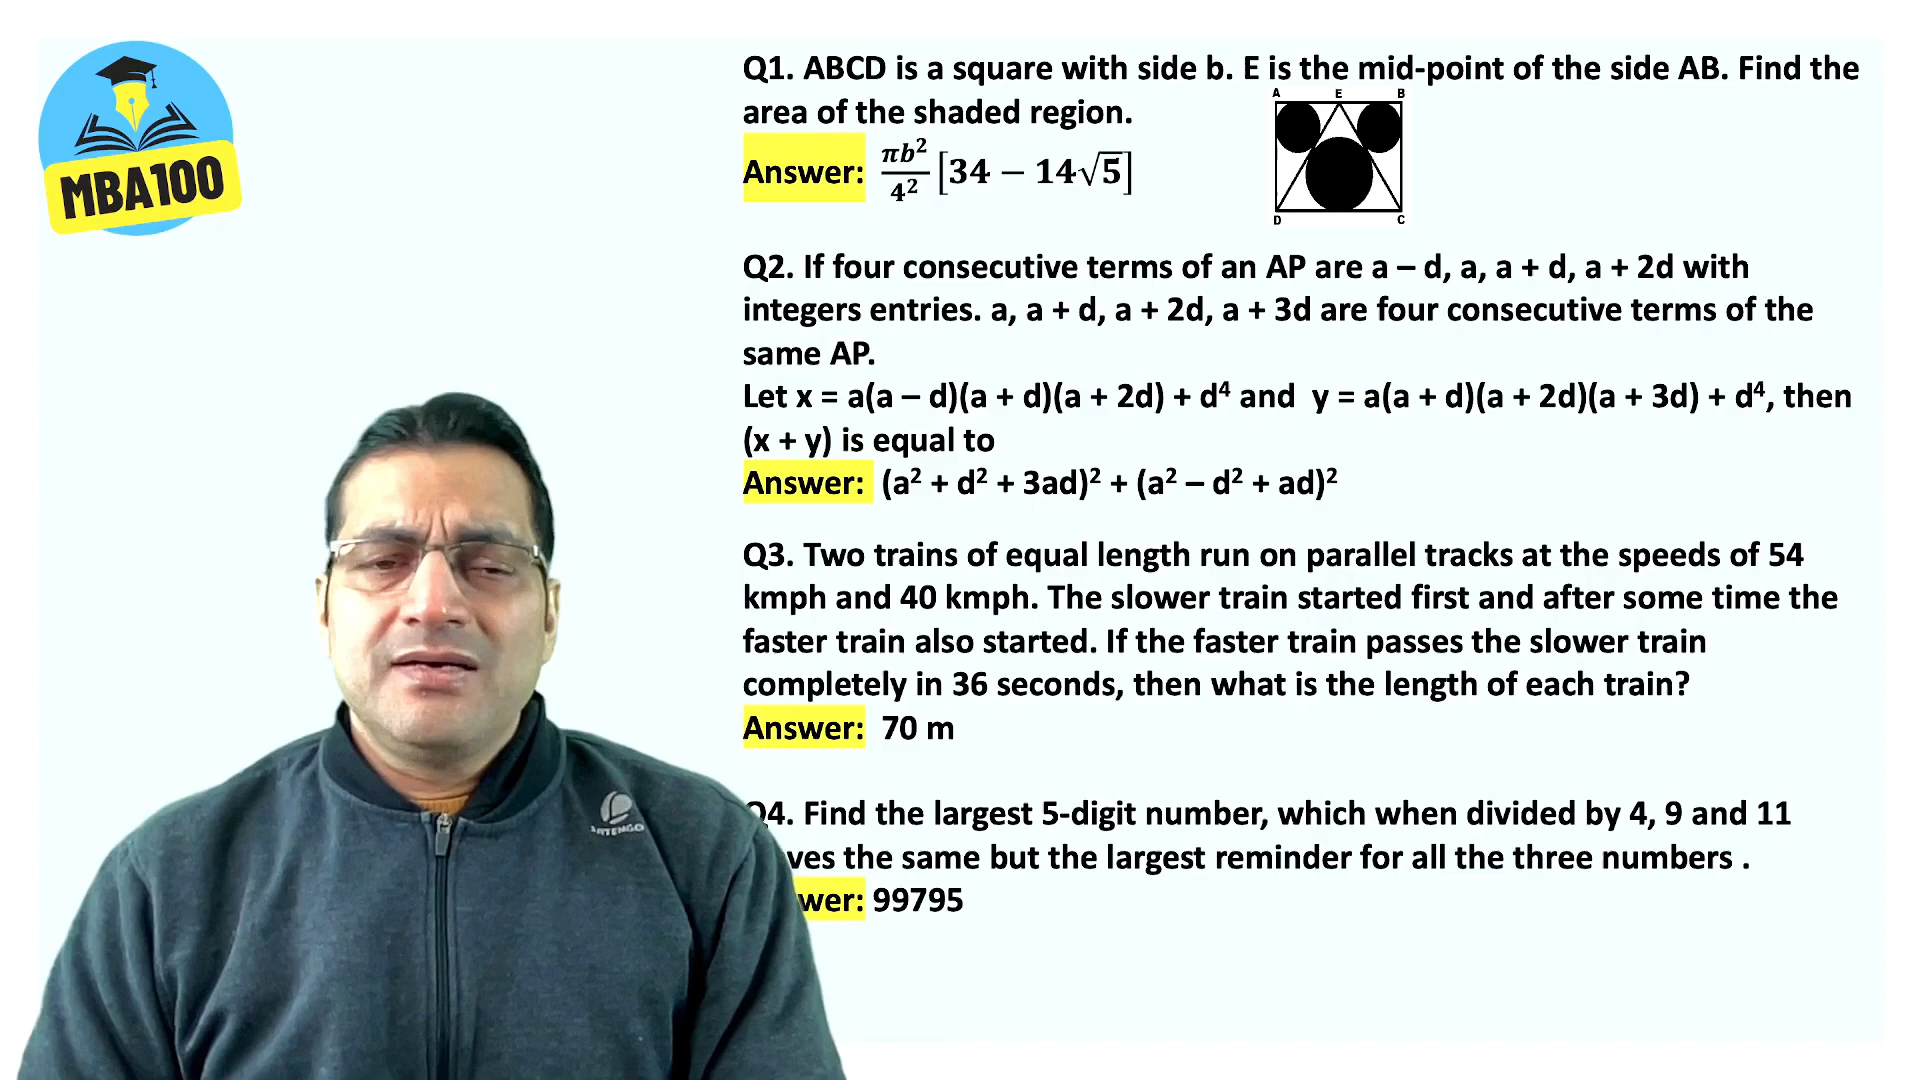 MBA100
Q1. ABCD is a square with side b. E is the mid-point of the side AB. Find the
area of the shaded region.
A E B
D C
Answer: πb²/4² [34 − 14√5]
Q2. If four consecutive terms of an AP are a – d, a, a + d, a + 2d with
integers entries. a, a + d, a + 2d, a + 3d are four consecutive terms of the
same AP.
Let x = a(a – d)(a + d)(a + 2d) + d⁴ and y = a(a + d)(a + 2d)(a + 3d) + d⁴, then
(x + y) is equal to
Answer: (a² + d² + 3ad)² + (a² – d² + ad)²
Q3. Two trains of equal length run on parallel tracks at the speeds of 54
kmph and 40 kmph. The slower train started first and after some time the
faster train also started. If the faster train passes the slower train
completely in 36 seconds, then what is the length of each train?
Answer: 70 m
Q4. Find the largest 5-digit number, which when divided by 4, 9 and 11
ves the same but the largest reminder for all the three numbers .
wer: 99795
ARTENGO